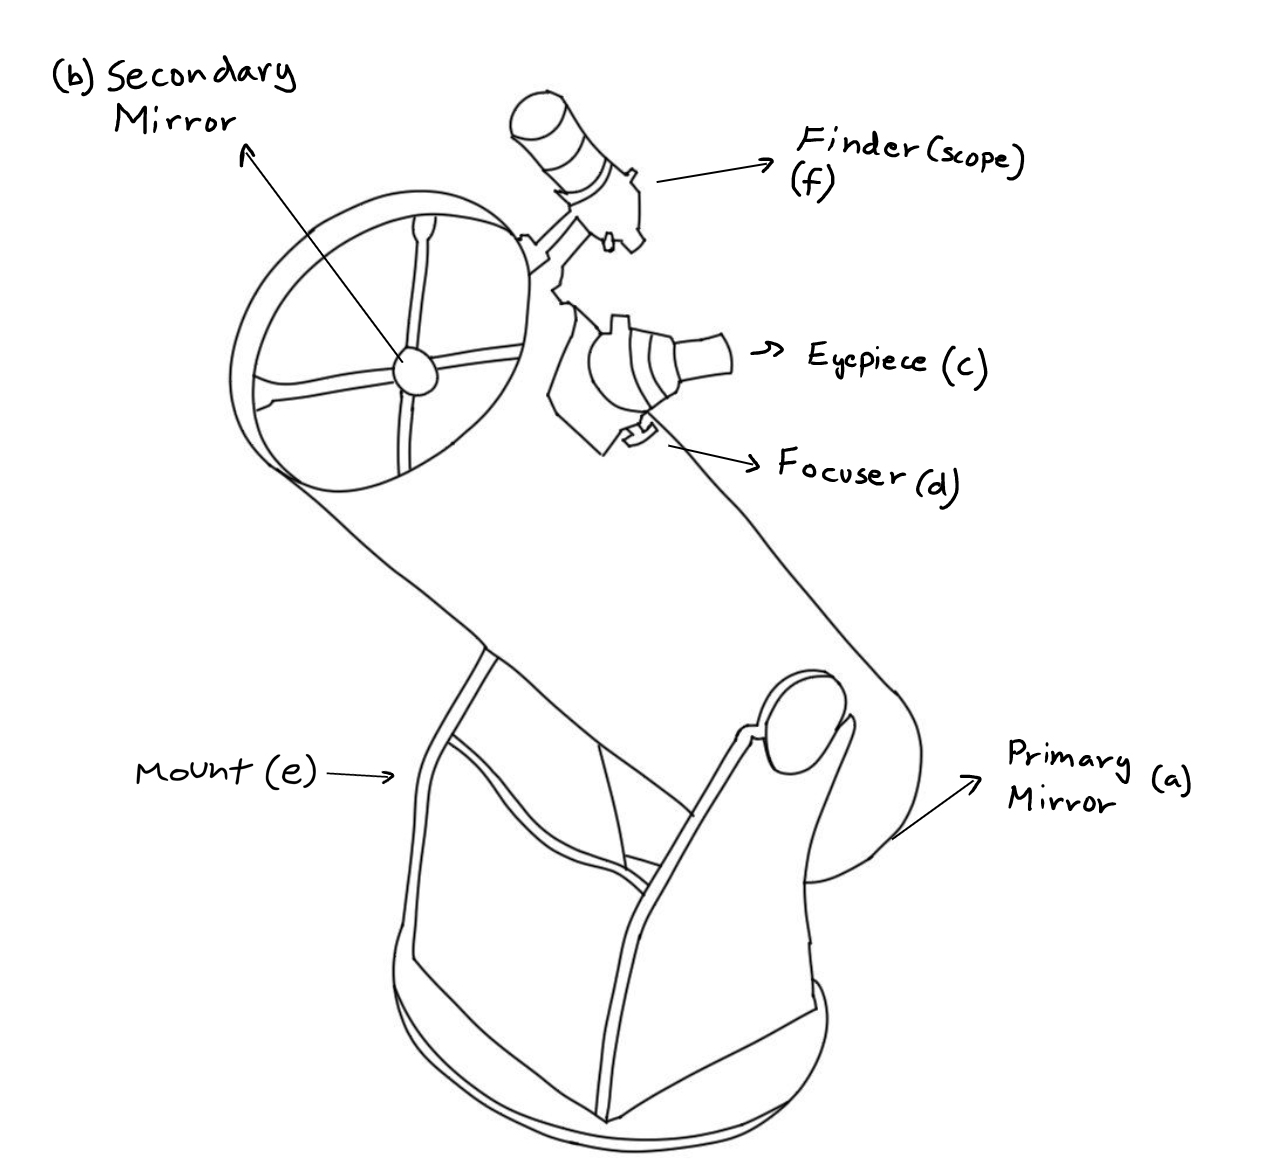 (b) Secondary
Mirror
Finder (scope)
(f)
Eyepiece (c)
Focuser (d)
Mount (e)
Primary (a)
Mirror